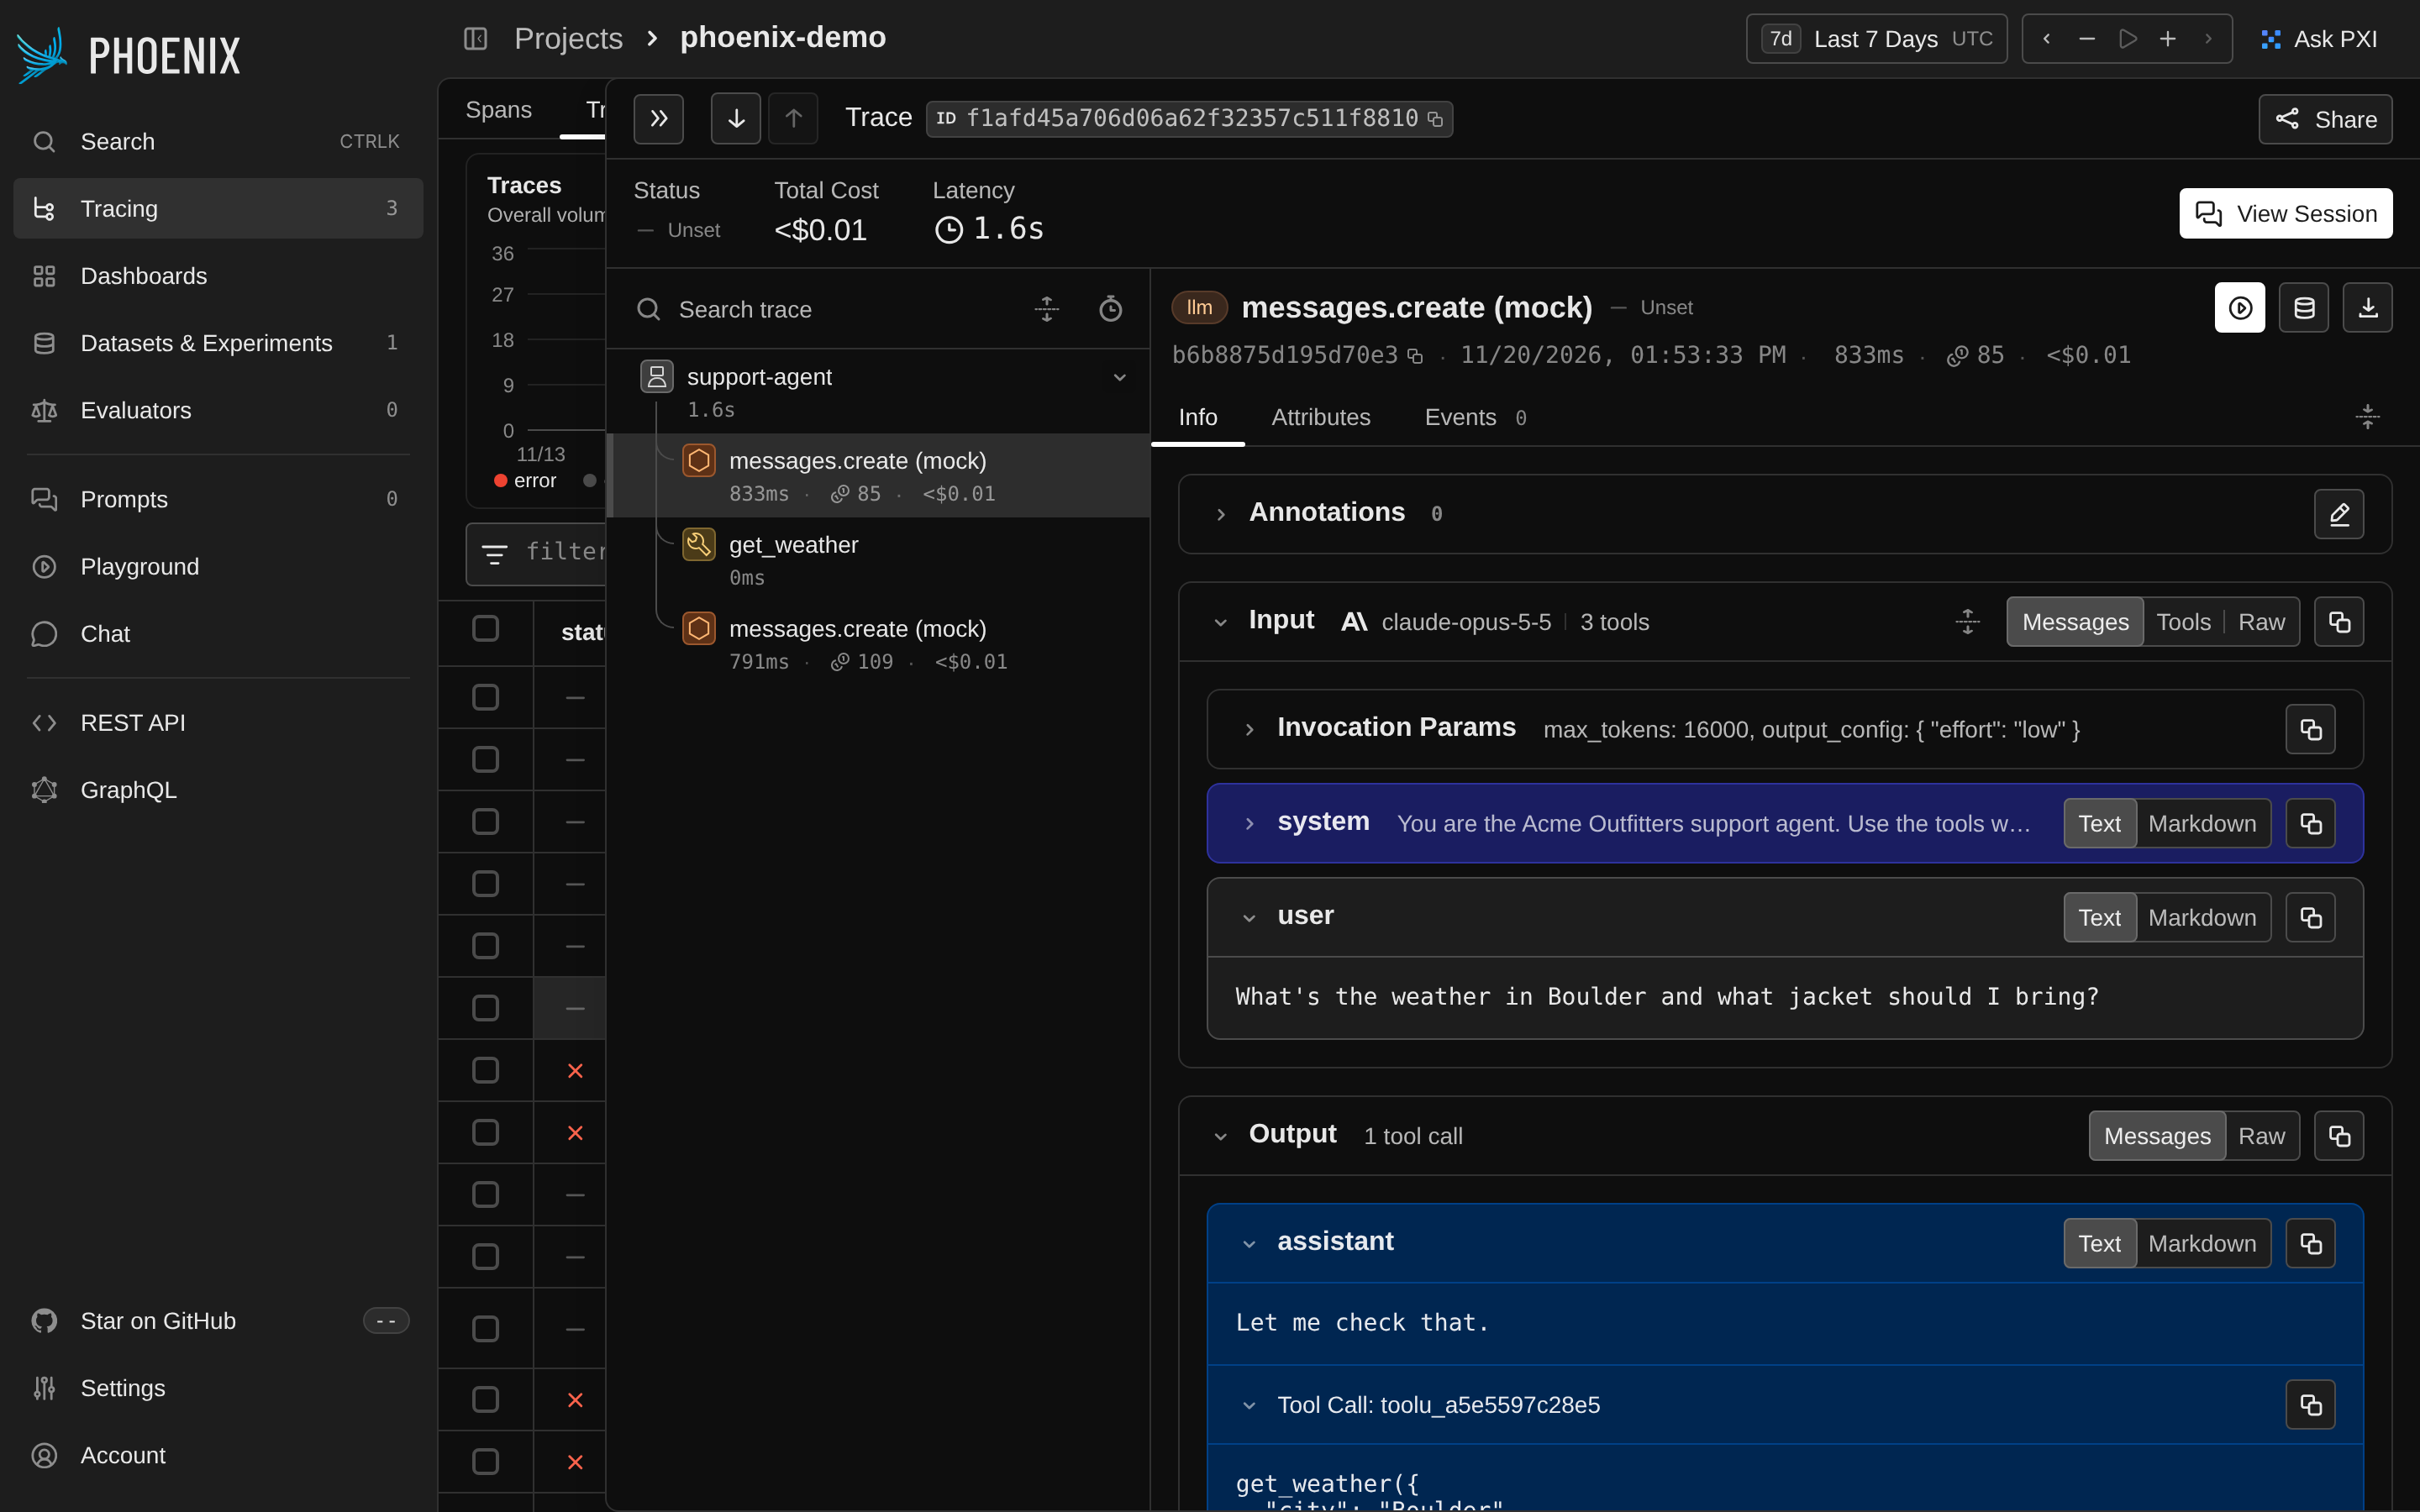 PHOENIX
Search CTRLK
Tracing 3
Dashboards
Datasets & Experiments 1
Evaluators 0
Prompts 0
Playground
Chat
REST API
GraphQL
Star on GitHub --
Settings
Account
Projects phoenix-demo
7d Last 7 Days UTC
Ask PXI
Spans
Traces
36
27
18
9
0
11/13
error
Trace ID f1afd45a706d06a62f32357c511f8810
Share
Status Total Cost Latency
Unset <$0.01 1.6s
View Session
Search trace
support-agent
1.6s
messages.create (mock)
833ms · 85 · <$0.01
get_weather
0ms
messages.create (mock)
791ms · 109 · <$0.01
llm messages.create (mock) Unset
b6b8875d195d70e3 · 11/20/2026, 01:53:33 PM · 833ms · 85 · <$0.01
Info Attributes Events 0
Annotations 0
Input claude-opus-5-5 3 tools Messages Tools Raw
Invocation Params max_tokens: 16000, output_config: { "effort": "low" }
system You are the Acme Outfitters support agent. Use the tools w… Text Markdown
user Text Markdown
What's the weather in Boulder and what jacket should I bring?
Output 1 tool call Messages Raw
assistant Text Markdown
Let me check that.
Tool Call: toolu_a5e5597c28e5
get_weather({
"city": "Boulder"